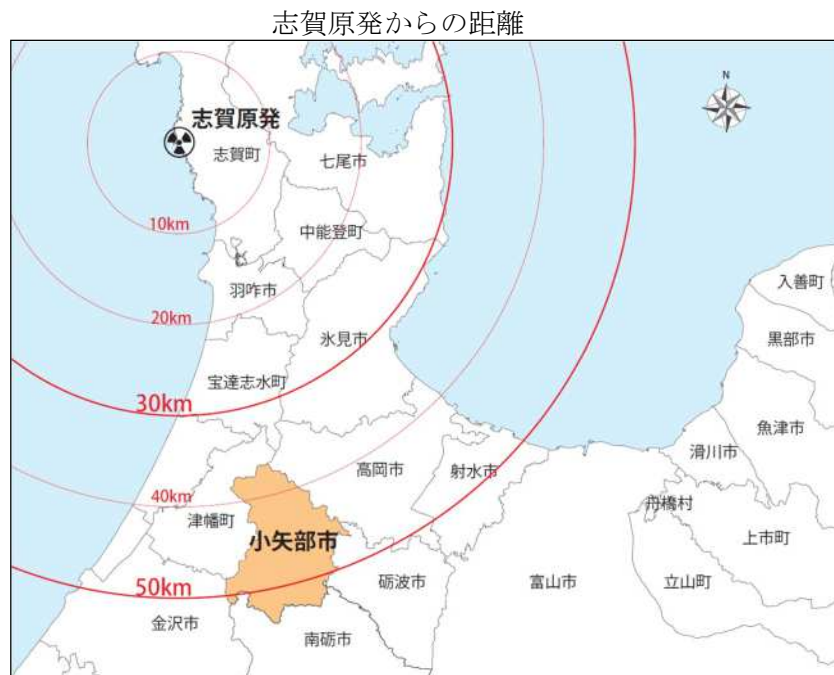 志賀原発からの距離
N
志賀原発
志賀町
七尾市
10km
中能登町
羽咋市
入善町
20km
氷見市
黒部市
宝達志水町
30km
魚津市
滑川市
高岡市
射水市
40km
舟橋村
津幡町
小矢部市
上市町
砺波市
富山市
立山町
50km
金沢市
南砺市